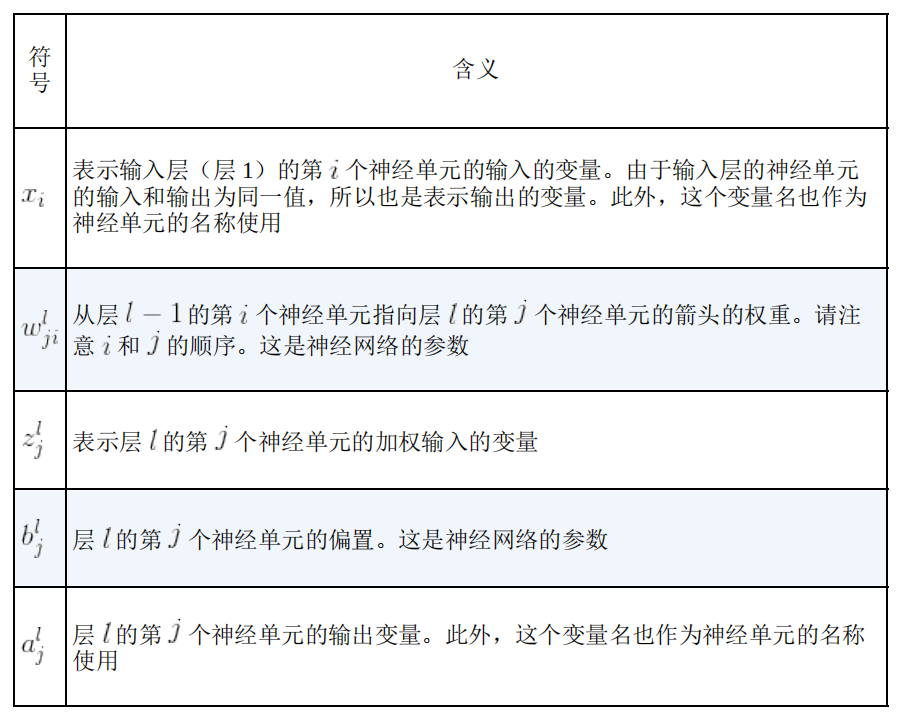 符
号
含义
x_i
表示输入层（层 1）的第 i 个神经单元的输入的变量。由于输入层的神经单元
的输入和输出为同一值，所以也是表示输出的变量。此外，这个变量名也作为
神经单元的名称使用
w_{ji}^{l}
从层 l − 1 的第 i 个神经单元指向层 l 的第 j 个神经单元的箭头的权重。请注
意 i 和 j 的顺序。这是神经网络的参数
z_j^l
表示层 l 的第 j 个神经单元的加权输入的变量
b_j^l
层 l 的第 j 个神经单元的偏置。这是神经网络的参数
a_j^l
层 l 的第 j 个神经单元的输出变量。此外，这个变量名也作为神经单元的名称
使用